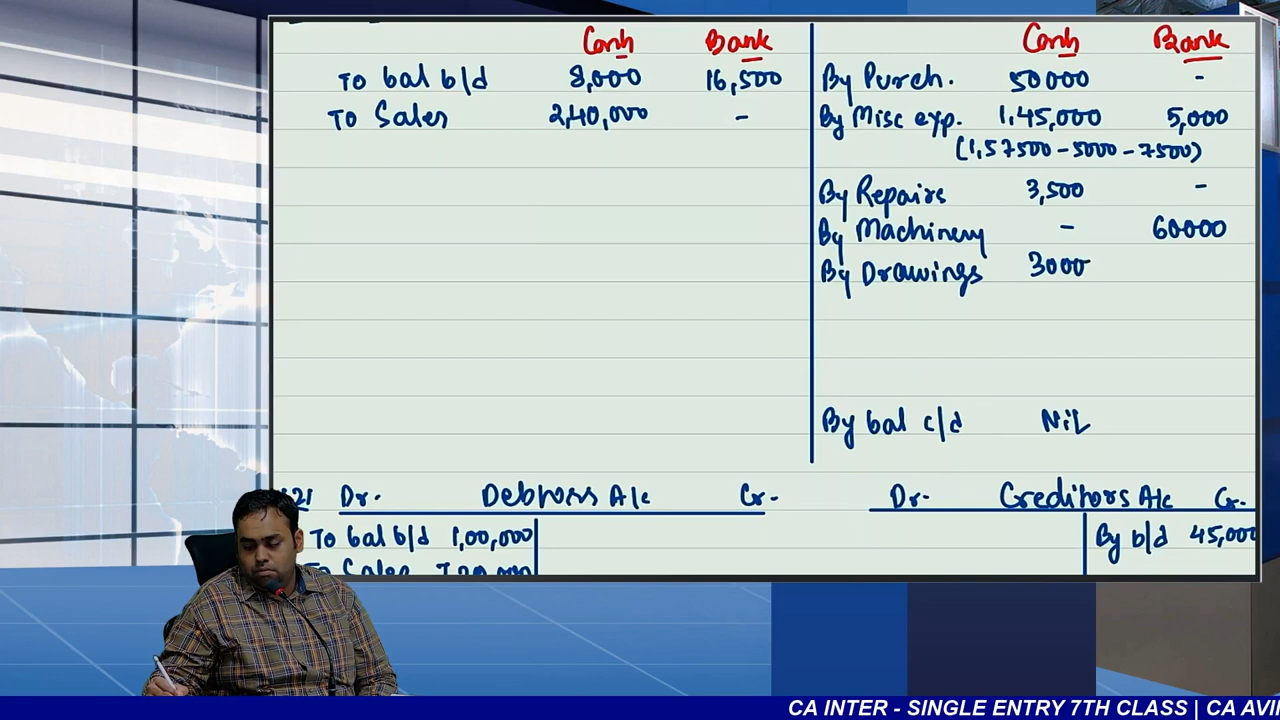 Cash Bank Cash Bank
To bal b/d 8,000 16,500 By Purch. 50000 -
To Sales 2,40,000 - By Misc exp. 1,45,000 5,000
(1,57500-5000-7500)
By Repairs 3,500 -
By Machinery - 60000
By Drawings 3000
By bal c/d NiL
Dr. Debtors A/c Cr. Dr. Creditors A/c Cr.
To bal b/d 1,00,000 By b/d 45,000
To Sales
CA INTER - SINGLE ENTRY 7TH CLASS | CA